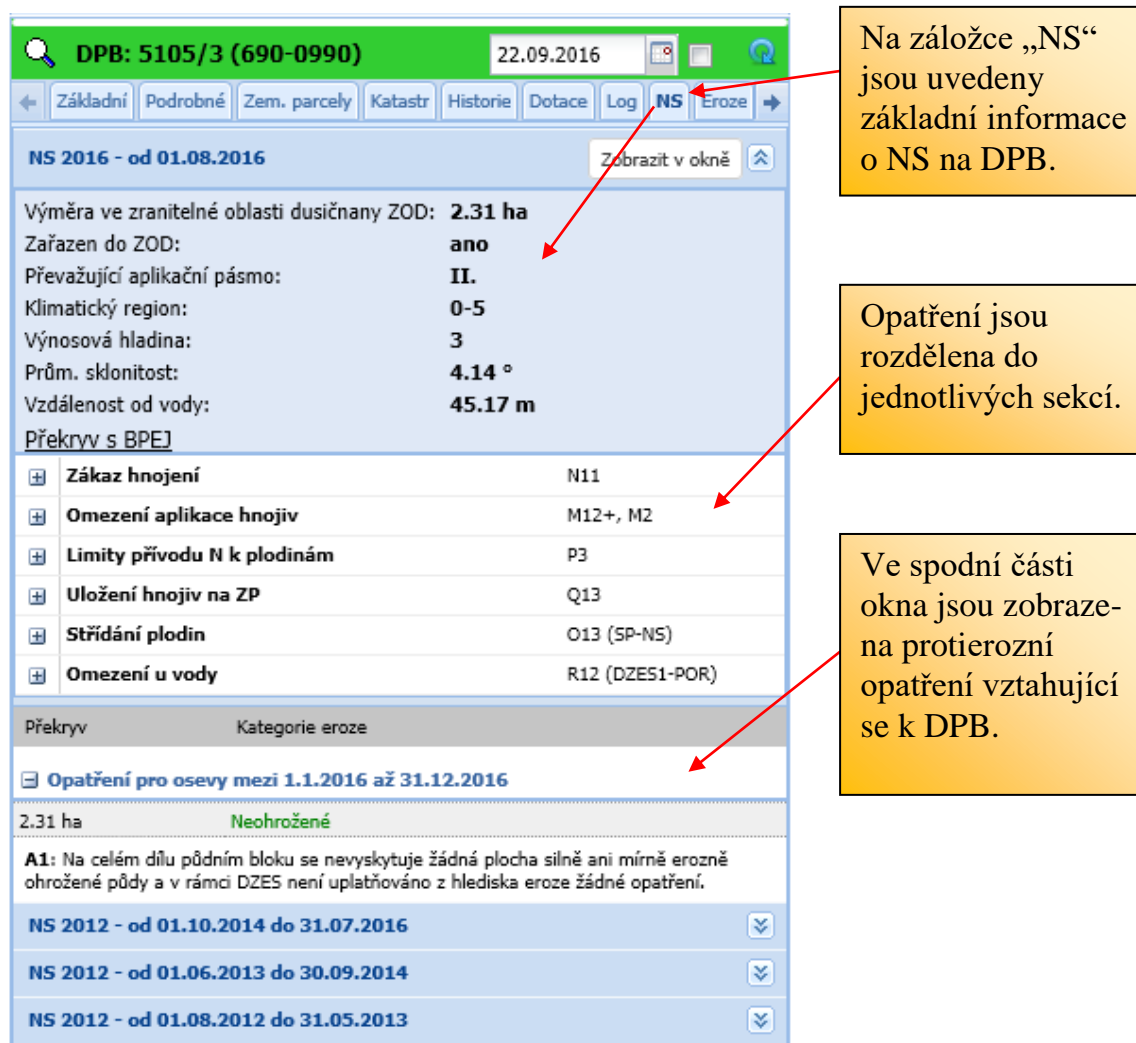 DPB: 5105/3 (690-0990) 22.09.2016
Základní Podrobné Zem. parcely Katastr Historie Dotace Log NS Eroze
NS 2016 - od 01.08.2016 Zobrazit v okně
Výměra ve zranitelné oblasti dusičnany ZOD: 2.31 ha
Zařazen do ZOD: ano
Převažující aplikační pásmo: II.
Klimatický region: 0-5
Výnosová hladina: 3
Prům. sklonitost: 4.14 °
Vzdálenost od vody: 45.17 m
Překryv s BPEJ
Zákaz hnojení N11
Omezení aplikace hnojiv M12+, M2
Limity přívodu N k plodinám P3
Uložení hnojiv na ZP Q13
Střídání plodin O13 (SP-NS)
Omezení u vody R12 (DZES1-POR)
Překryv Kategorie eroze
Opatření pro osevy mezi 1.1.2016 až 31.12.2016
2.31 ha Neohrožené
A1: Na celém dílu půdním bloku se nevyskytuje žádná plocha silně ani mírně erozně
ohrožené půdy a v rámci DZES není uplatňováno z hlediska eroze žádné opatření.
NS 2012 - od 01.10.2014 do 31.07.2016
NS 2012 - od 01.06.2013 do 30.09.2014
NS 2012 - od 01.08.2012 do 31.05.2013
Na záložce „NS“
jsou uvedeny
základní informace
o NS na DPB.
Opatření jsou
rozdělena do
jednotlivých sekcí.
Ve spodní části
okna jsou zobraze-
na protierozní
opatření vztahující
se k DPB.